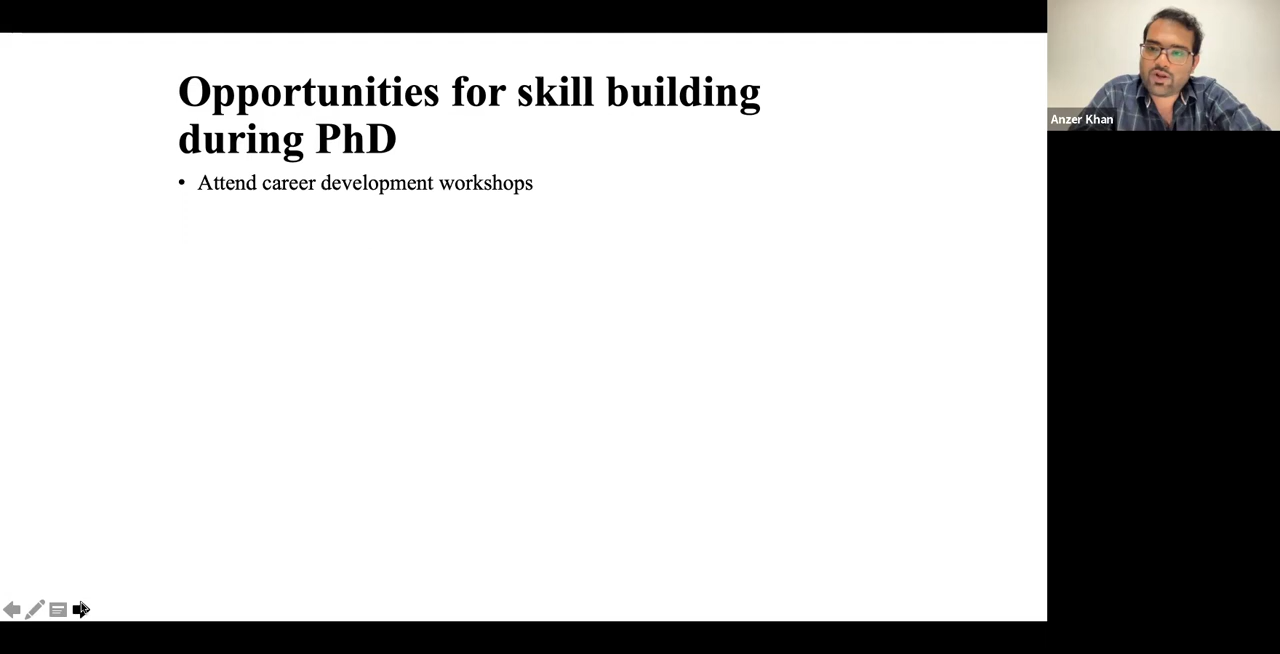 Opportunities for skill building
during PhD
• Attend career development workshops
Anzer Khan